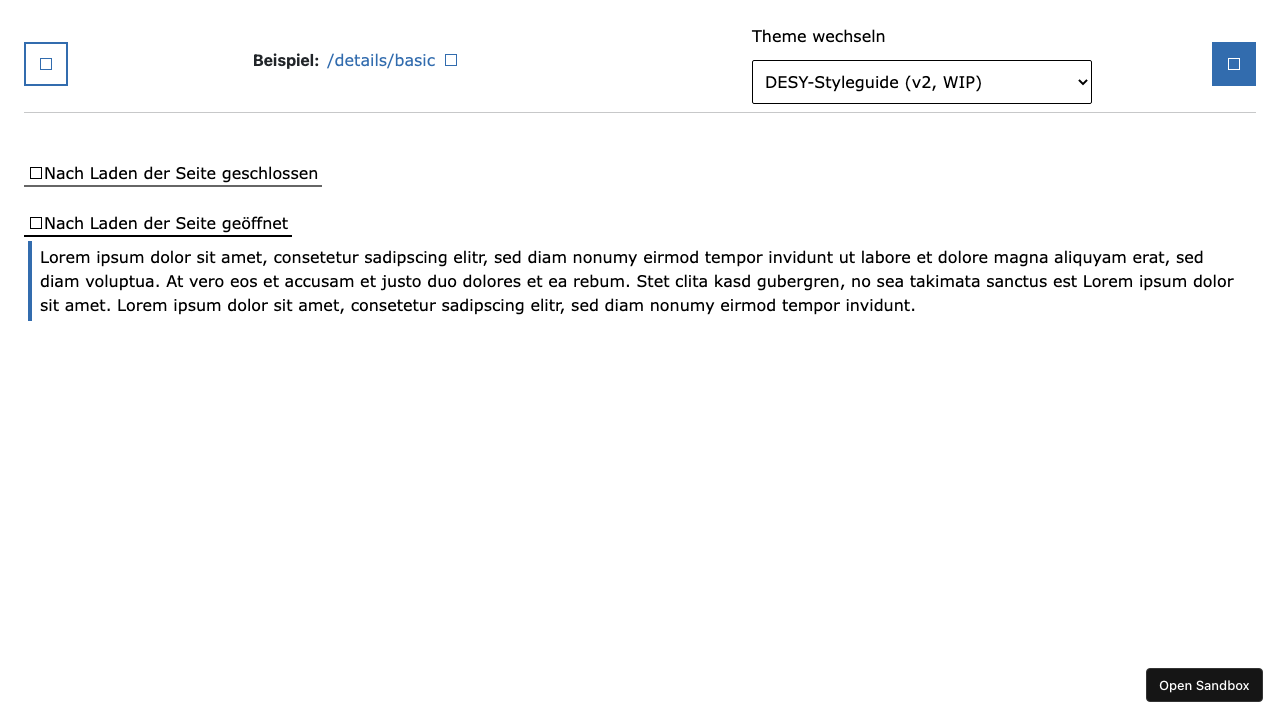 Theme wechseln
Beispiel: /details/basic
DESY-Styleguide (v2, WIP)
Nach Laden der Seite geschlossen
Nach Laden der Seite geöffnet
Lorem ipsum dolor sit amet, consetetur sadipscing elitr, sed diam nonumy eirmod tempor invidunt ut labore et dolore magna aliquyam erat, sed
diam voluptua. At vero eos et accusam et justo duo dolores et ea rebum. Stet clita kasd gubergren, no sea takimata sanctus est Lorem ipsum dolor
sit amet. Lorem ipsum dolor sit amet, consetetur sadipscing elitr, sed diam nonumy eirmod tempor invidunt.
Open Sandbox